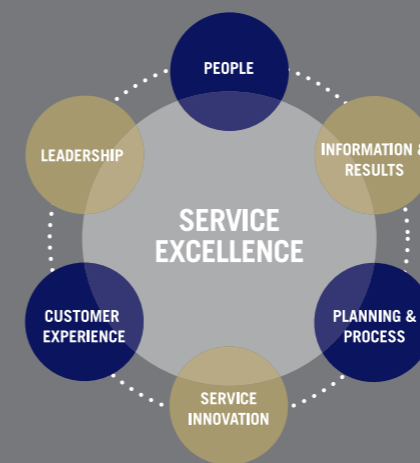 PEOPLE
LEADERSHIP
INFORMATION &
RESULTS
SERVICE
EXCELLENCE
CUSTOMER
EXPERIENCE
PLANNING &
PROCESS
SERVICE
INNOVATION